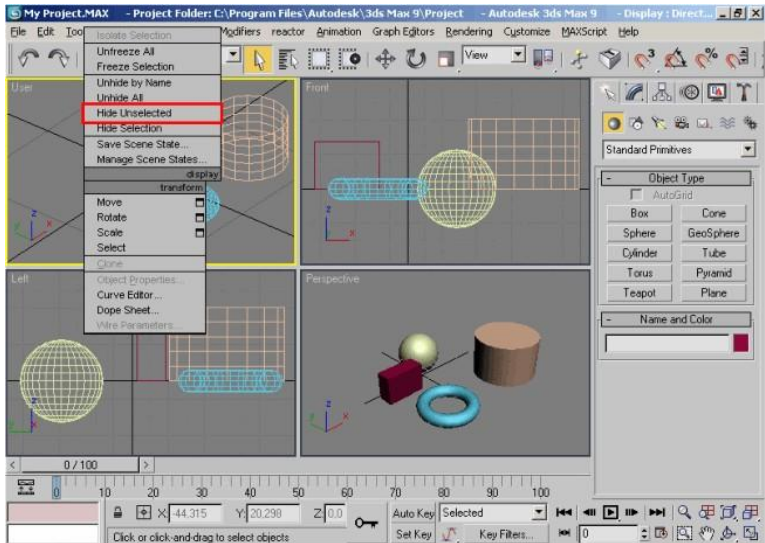 My Project.MAX - Project Folder: C:\Program Files\Autodesk\3ds Max 9\Project - Autodesk 3ds Max 9 - Display : Direct...
File Edit Modifiers reactor Animation Graph Editors Rendering Customize MAXScript Help
Isolate Selection
Unfreeze All
Freeze Selection
Unhide by Name
Unhide All
Hide Unselected
Hide Selection
Save Scene State...
Manage Scene States...
display
transform
Move
Rotate
Scale
Select
Clone
Object Properties...
Curve Editor...
Dope Sheet...
Wire Parameters...
View
User
Front
z
x
y
z
x
Left
Perspective
z
y
z
x
y
Standard Primitives
- Object Type
AutoGrid
Box Cone
Sphere GeoSphere
Cylinder Tube
Torus Pyramid
Teapot Plane
- Name and Color
< 0 / 100 >
0 10 20 30 40 50 60 70 80 90 100
X: -44,315 Y: 20,298 Z: 0,0 Auto Key Selected
Click or click-and-drag to select objects Set Key Key Filters... 0